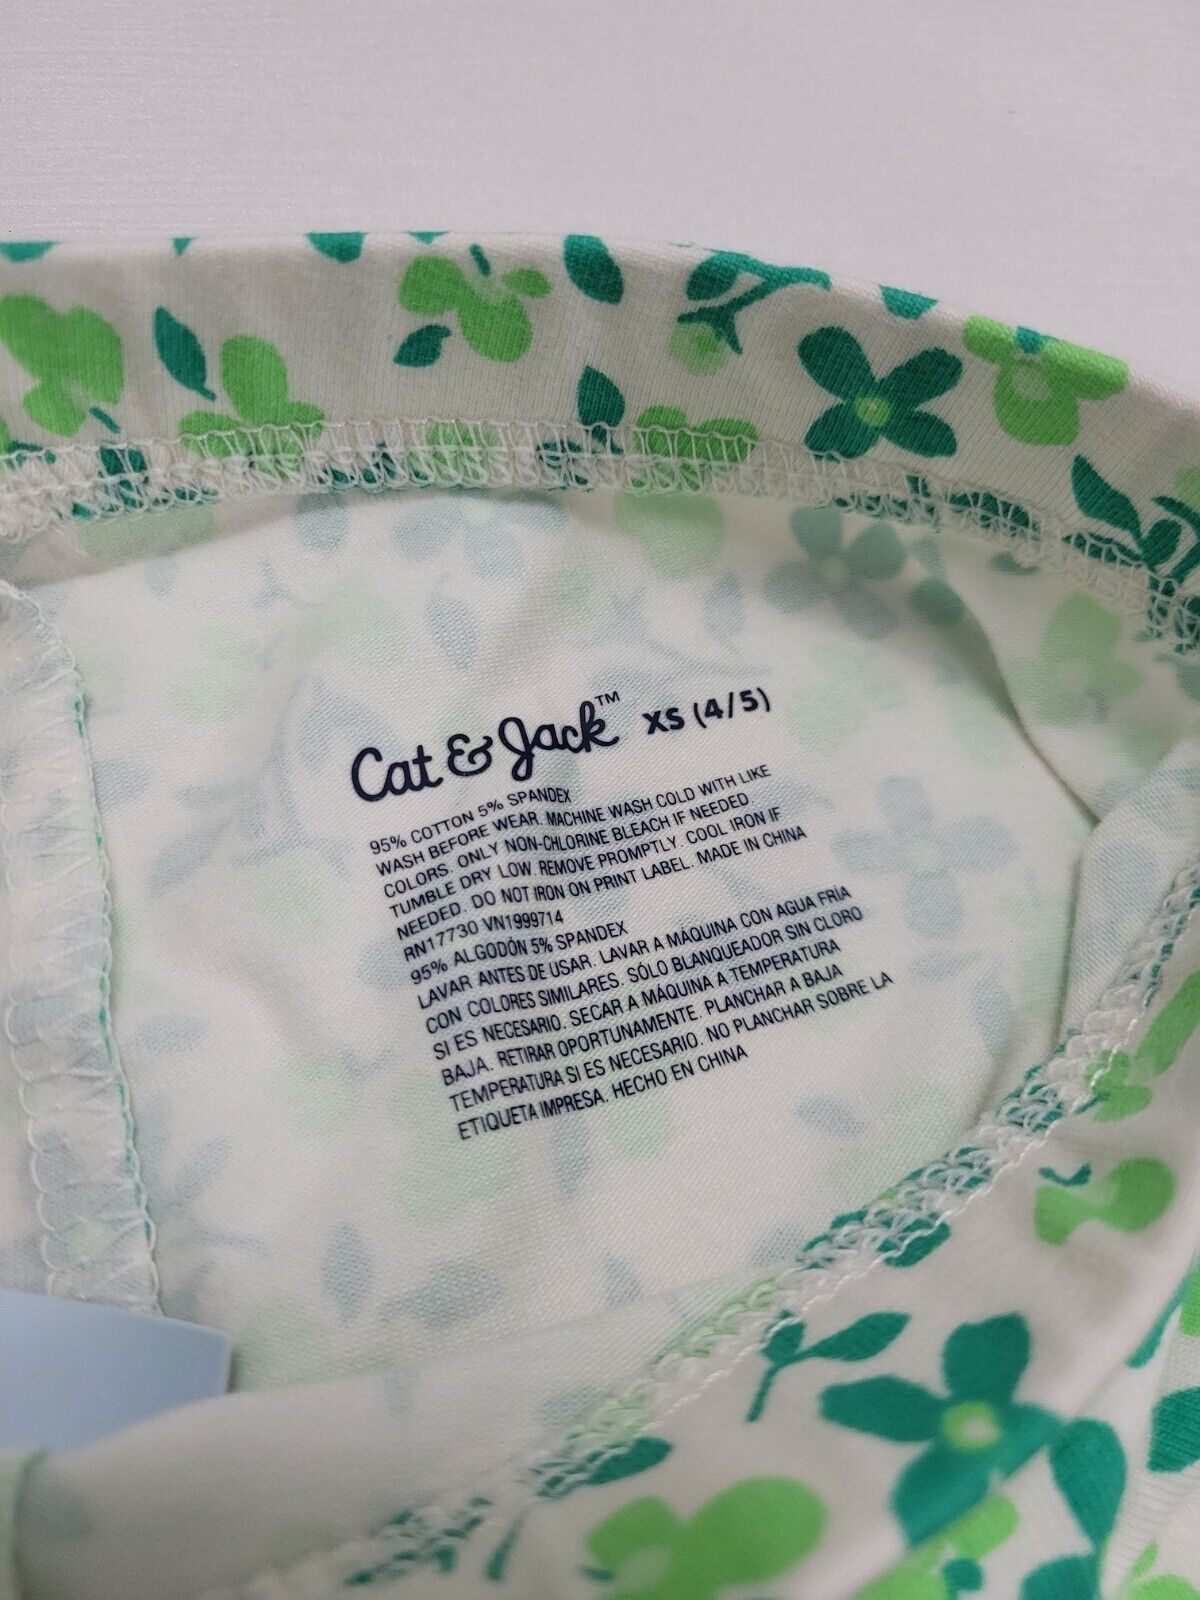 Cat & Jack™ XS (4/5)
95% COTTON 5% SPANDEX
WASH BEFORE WEAR. MACHINE WASH COLD WITH LIKE
COLORS. ONLY NON-CHLORINE BLEACH IF NEEDED.
TUMBLE DRY LOW. REMOVE PROMPTLY. COOL IRON IF
NEEDED. DO NOT IRON ON PRINT LABEL. MADE IN CHINA
RN17730 VN1999714
95% ALGODÓN 5% SPANDEX
LAVAR ANTES DE USAR. LAVAR A MÁQUINA CON AGUA FRÍA
CON COLORES SIMILARES. SÓLO BLANQUEADOR SIN CLORO
SI ES NECESARIO. SECAR A MÁQUINA A TEMPERATURA
BAJA. RETIRAR OPORTUNAMENTE. PLANCHAR A BAJA
TEMPERATURA SI ES NECESARIO. NO PLANCHAR SOBRE LA
ETIQUETA IMPRESA. HECHO EN CHINA